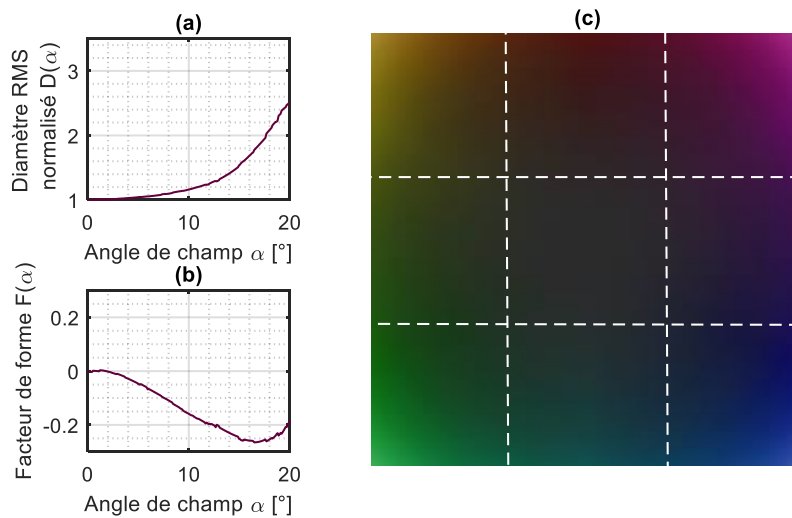 (a)
Diamètre RMS
normalisé D(α)
3
2
1
0
10
20
Angle de champ α [°]
(b)
Facteur de forme F(α)
0.2
0
-0.2
0
10
20
Angle de champ α [°]
(c)